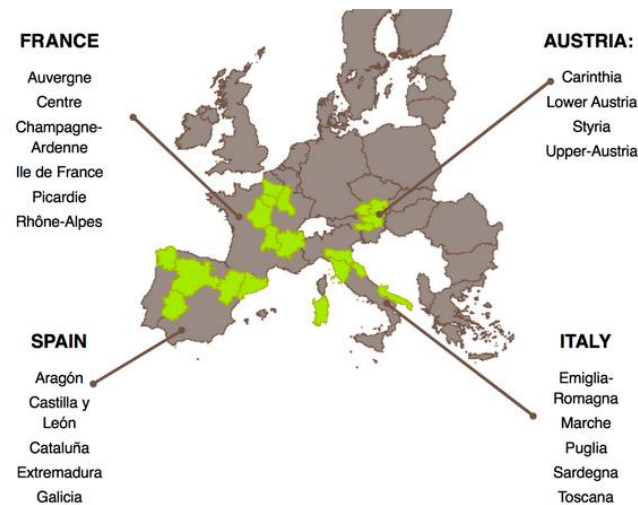 FRANCE
Auvergne
Centre
Champagne-
Ardenne
Ile de France
Picardie
Rhône-Alpes
AUSTRIA:
Carinthia
Lower Austria
Styria
Upper-Austria
SPAIN
Aragón
Castilla y
León
Cataluña
Extremadura
Galicia
ITALY
Emiglia-
Romagna
Marche
Puglia
Sardegna
Toscana